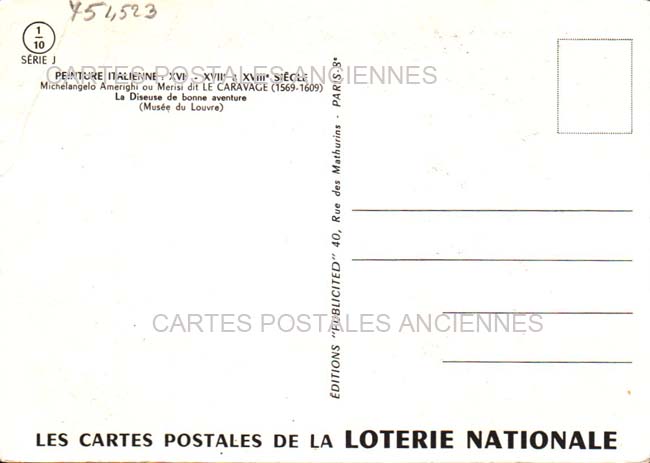 751,523
1
10
SÉRIE J
PEINTURE ITALIENNE - XVIe - XVIIe & XVIIIe SIÈCLE
Michelangelo Amerighi ou Merisi dit LE CARAVAGE (1569-1609)
La Diseuse de bonne aventure
(Musée du Louvre)
CARTES POSTALES ANCIENNES
ÉDITIONS "PUBLICITED" 40, Rue des Mathurins - PARIS-8e
CARTES POSTALES ANCIENNES
LES CARTES POSTALES DE LA LOTERIE NATIONALE